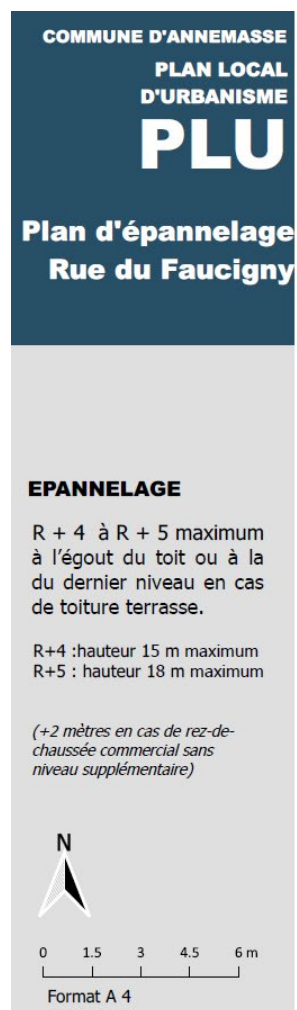 COMMUNE D'ANNEMASSE
PLAN LOCAL
D'URBANISME
PLU
Plan d'épannelage
Rue du Faucigny
EPANNELAGE
R + 4 à R + 5 maximum
à l'égout du toit ou à la
du dernier niveau en cas
de toiture terrasse.
R+4 :hauteur 15 m maximum
R+5 : hauteur 18 m maximum
(+2 mètres en cas de rez-de-
chaussée commercial sans
niveau supplémentaire)
N
0 1.5 3 4.5 6 m
Format A 4